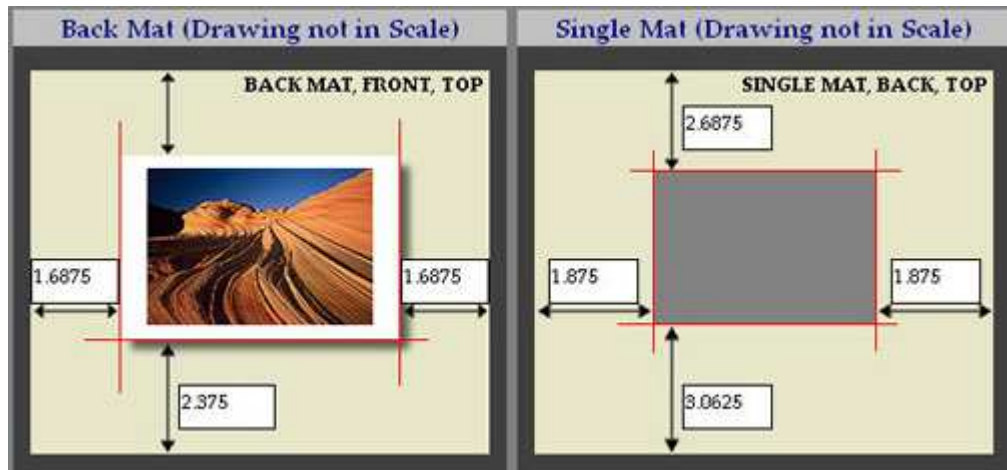 Back Mat (Drawing not in Scale)
BACK MAT, FRONT, TOP
1.6875
1.6875
2.375
Single Mat (Drawing not in Scale)
SINGLE MAT, BACK, TOP
2.6875
1.875
1.875
3.0625